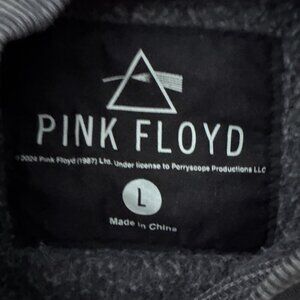 PINK FLOYD
©2024 Pink Floyd (1987) Ltd. Under license to Perryscope Productions LLC
L
Made in China